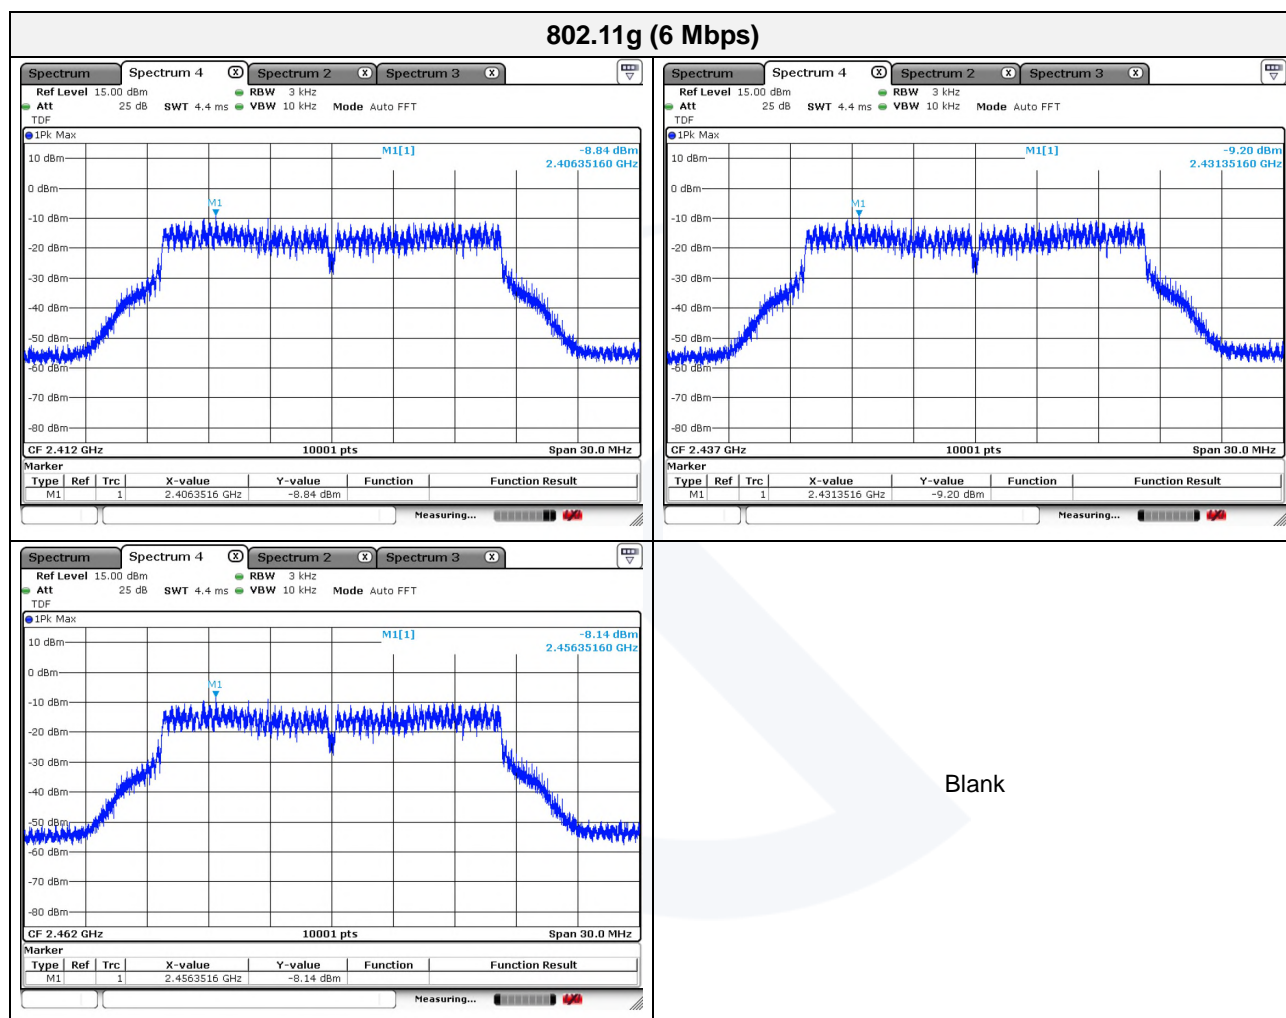 802.11g (6 Mbps)
Spectrum Spectrum 4 X Spectrum 2 X Spectrum 3 X
Ref Level 15.00 dBm RBW 3 kHz
Att 25 dB SWT 4.4 ms VBW 10 kHz Mode Auto FFT
TDF
1Pk Max
M1[1] -8.84 dBm
2.40635160 GHz
10 dBm
0 dBm
M1
-10 dBm
-20 dBm
-30 dBm
-40 dBm
-50 dBm
-60 dBm
-70 dBm
-80 dBm
CF 2.412 GHz 10001 pts Span 30.0 MHz
Marker
Type Ref Trc X-value Y-value Function Function Result
M1 1 2.4063516 GHz -8.84 dBm
Measuring...
Spectrum Spectrum 4 X Spectrum 2 X Spectrum 3 X
Ref Level 15.00 dBm RBW 3 kHz
Att 25 dB SWT 4.4 ms VBW 10 kHz Mode Auto FFT
TDF
1Pk Max
M1[1] -9.20 dBm
2.43135160 GHz
10 dBm
0 dBm
M1
-10 dBm
-20 dBm
-30 dBm
-40 dBm
-50 dBm
-60 dBm
-70 dBm
-80 dBm
CF 2.437 GHz 10001 pts Span 30.0 MHz
Marker
Type Ref Trc X-value Y-value Function Function Result
M1 1 2.4313516 GHz -9.20 dBm
Measuring...
Spectrum Spectrum 4 X Spectrum 2 X Spectrum 3 X
Ref Level 15.00 dBm RBW 3 kHz
Att 25 dB SWT 4.4 ms VBW 10 kHz Mode Auto FFT
TDF
1Pk Max
M1[1] -8.14 dBm
2.45635160 GHz
10 dBm
0 dBm
M1
-10 dBm
-20 dBm
-30 dBm
-40 dBm
-50 dBm
-60 dBm
-70 dBm
-80 dBm
CF 2.462 GHz 10001 pts Span 30.0 MHz
Marker
Type Ref Trc X-value Y-value Function Function Result
M1 1 2.4563516 GHz -8.14 dBm
Measuring...
Blank